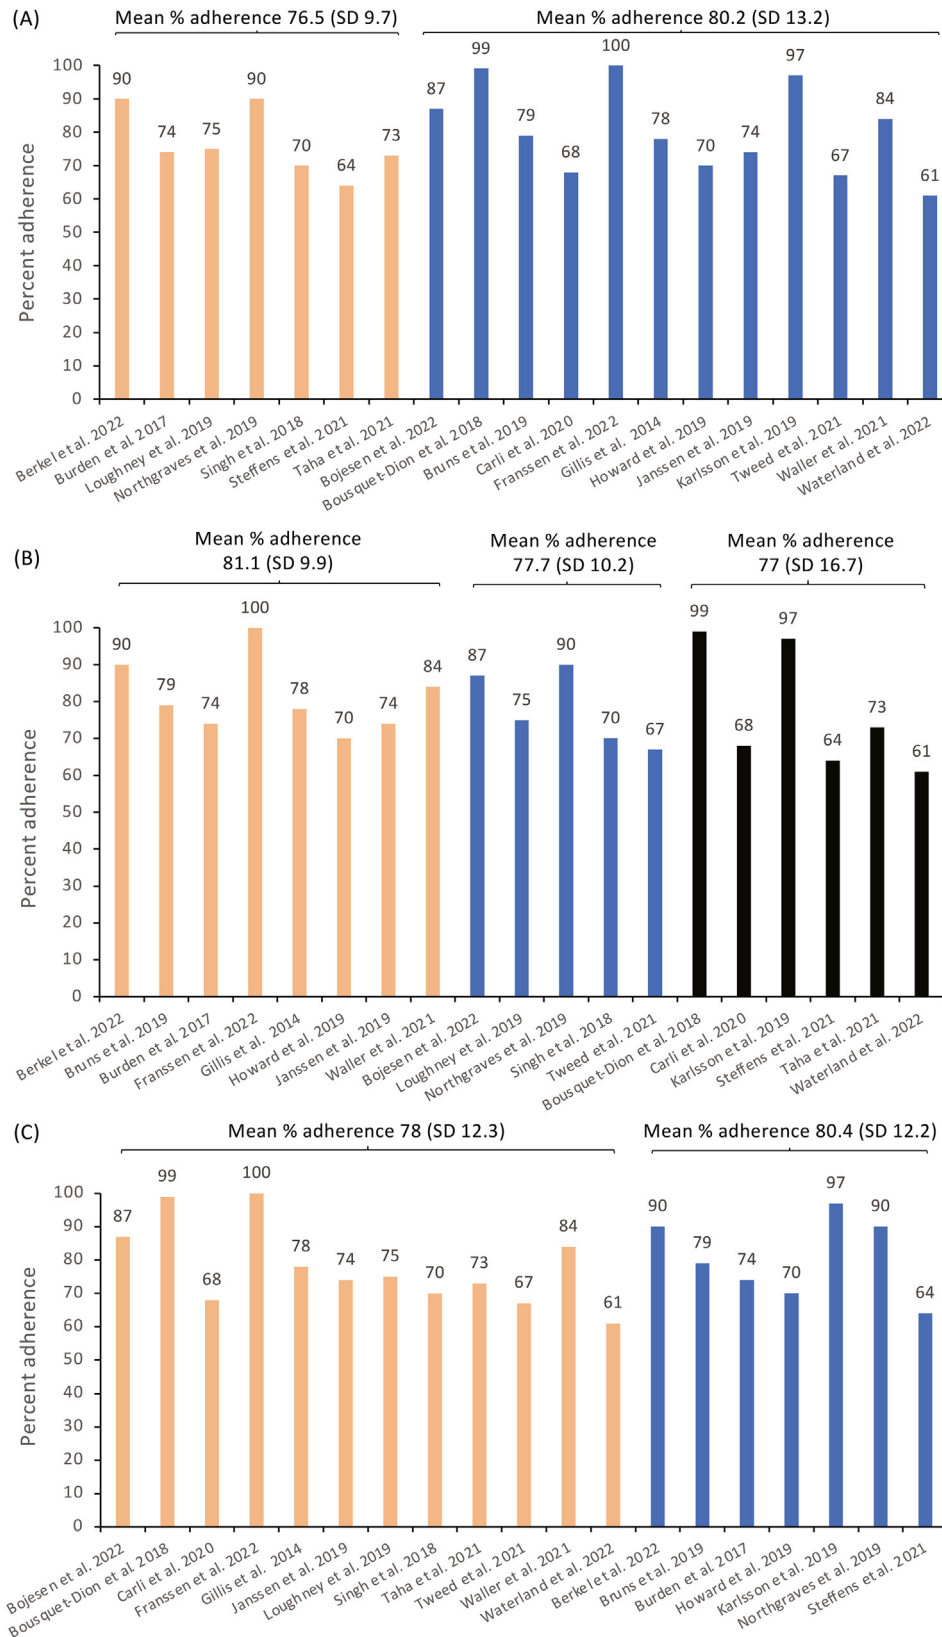 (A)
Mean % adherence 76.5 (SD 9.7)
Mean % adherence 80.2 (SD 13.2)
Percent adherence
100
90
80
70
60
50
40
30
20
10
0
90
74
75
90
70
64
73
87
99
79
68
100
78
70
74
97
67
84
61
Berkel et al. 2022
Burden et al. 2017
Loughney et al. 2019
Northgraves et al. 2019
Singh et al. 2018
Steffens et al. 2021
Taha et al. 2021
Bojesen et al. 2022
Bousquet-Dion et al. 2018
Bruns et al. 2019
Carli et al. 2020
Franssen et al. 2022
Gillis et al. 2014
Howard et al. 2019
Janssen et al. 2019
Karlsson et al. 2019
Tweed et al. 2021
Waller et al. 2021
Waterland et al. 2022
(B)
Mean % adherence
81.1 (SD 9.9)
Mean % adherence
77.7 (SD 10.2)
Mean % adherence
77 (SD 16.7)
Percent adherence
100
90
80
70
60
50
40
30
20
10
0
90
79
74
100
78
70
74
84
87
75
90
70
67
99
68
97
64
73
61
Berkel et al. 2022
Bruns et al. 2019
Burden et al. 2017
Franssen et al. 2022
Gillis et al. 2014
Howard et al. 2019
Janssen et al. 2019
Waller et al. 2021
Bojesen et al. 2022
Loughney et al. 2019
Northgraves et al. 2019
Singh et al. 2018
Tweed et al. 2021
Bousquet-Dion et al. 2018
Carli et al. 2020
Karlsson et al. 2019
Steffens et al. 2021
Taha et al. 2021
Waterland et al. 2022
(C)
Mean % adherence 78 (SD 12.3)
Mean % adherence 80.4 (SD 12.2)
Percent adherence
100
90
80
70
60
50
40
30
20
10
0
87
99
68
100
78
74
75
70
73
67
84
61
90
79
74
70
97
90
64
Bojesen et al. 2022
Bousquet-Dion et al. 2018
Carli et al. 2020
Franssen et al. 2022
Gillis et al. 2014
Janssen et al. 2019
Loughney et al. 2019
Singh et al. 2018
Taha et al. 2021
Tweed et al. 2021
Waller et al. 2021
Waterland et al. 2022
Berkel et al. 2022
Bruns et al. 2019
Burden et al. 2017
Howard et al. 2019
Karlsson et al. 2019
Northgraves et al. 2019
Steffens et al. 2021